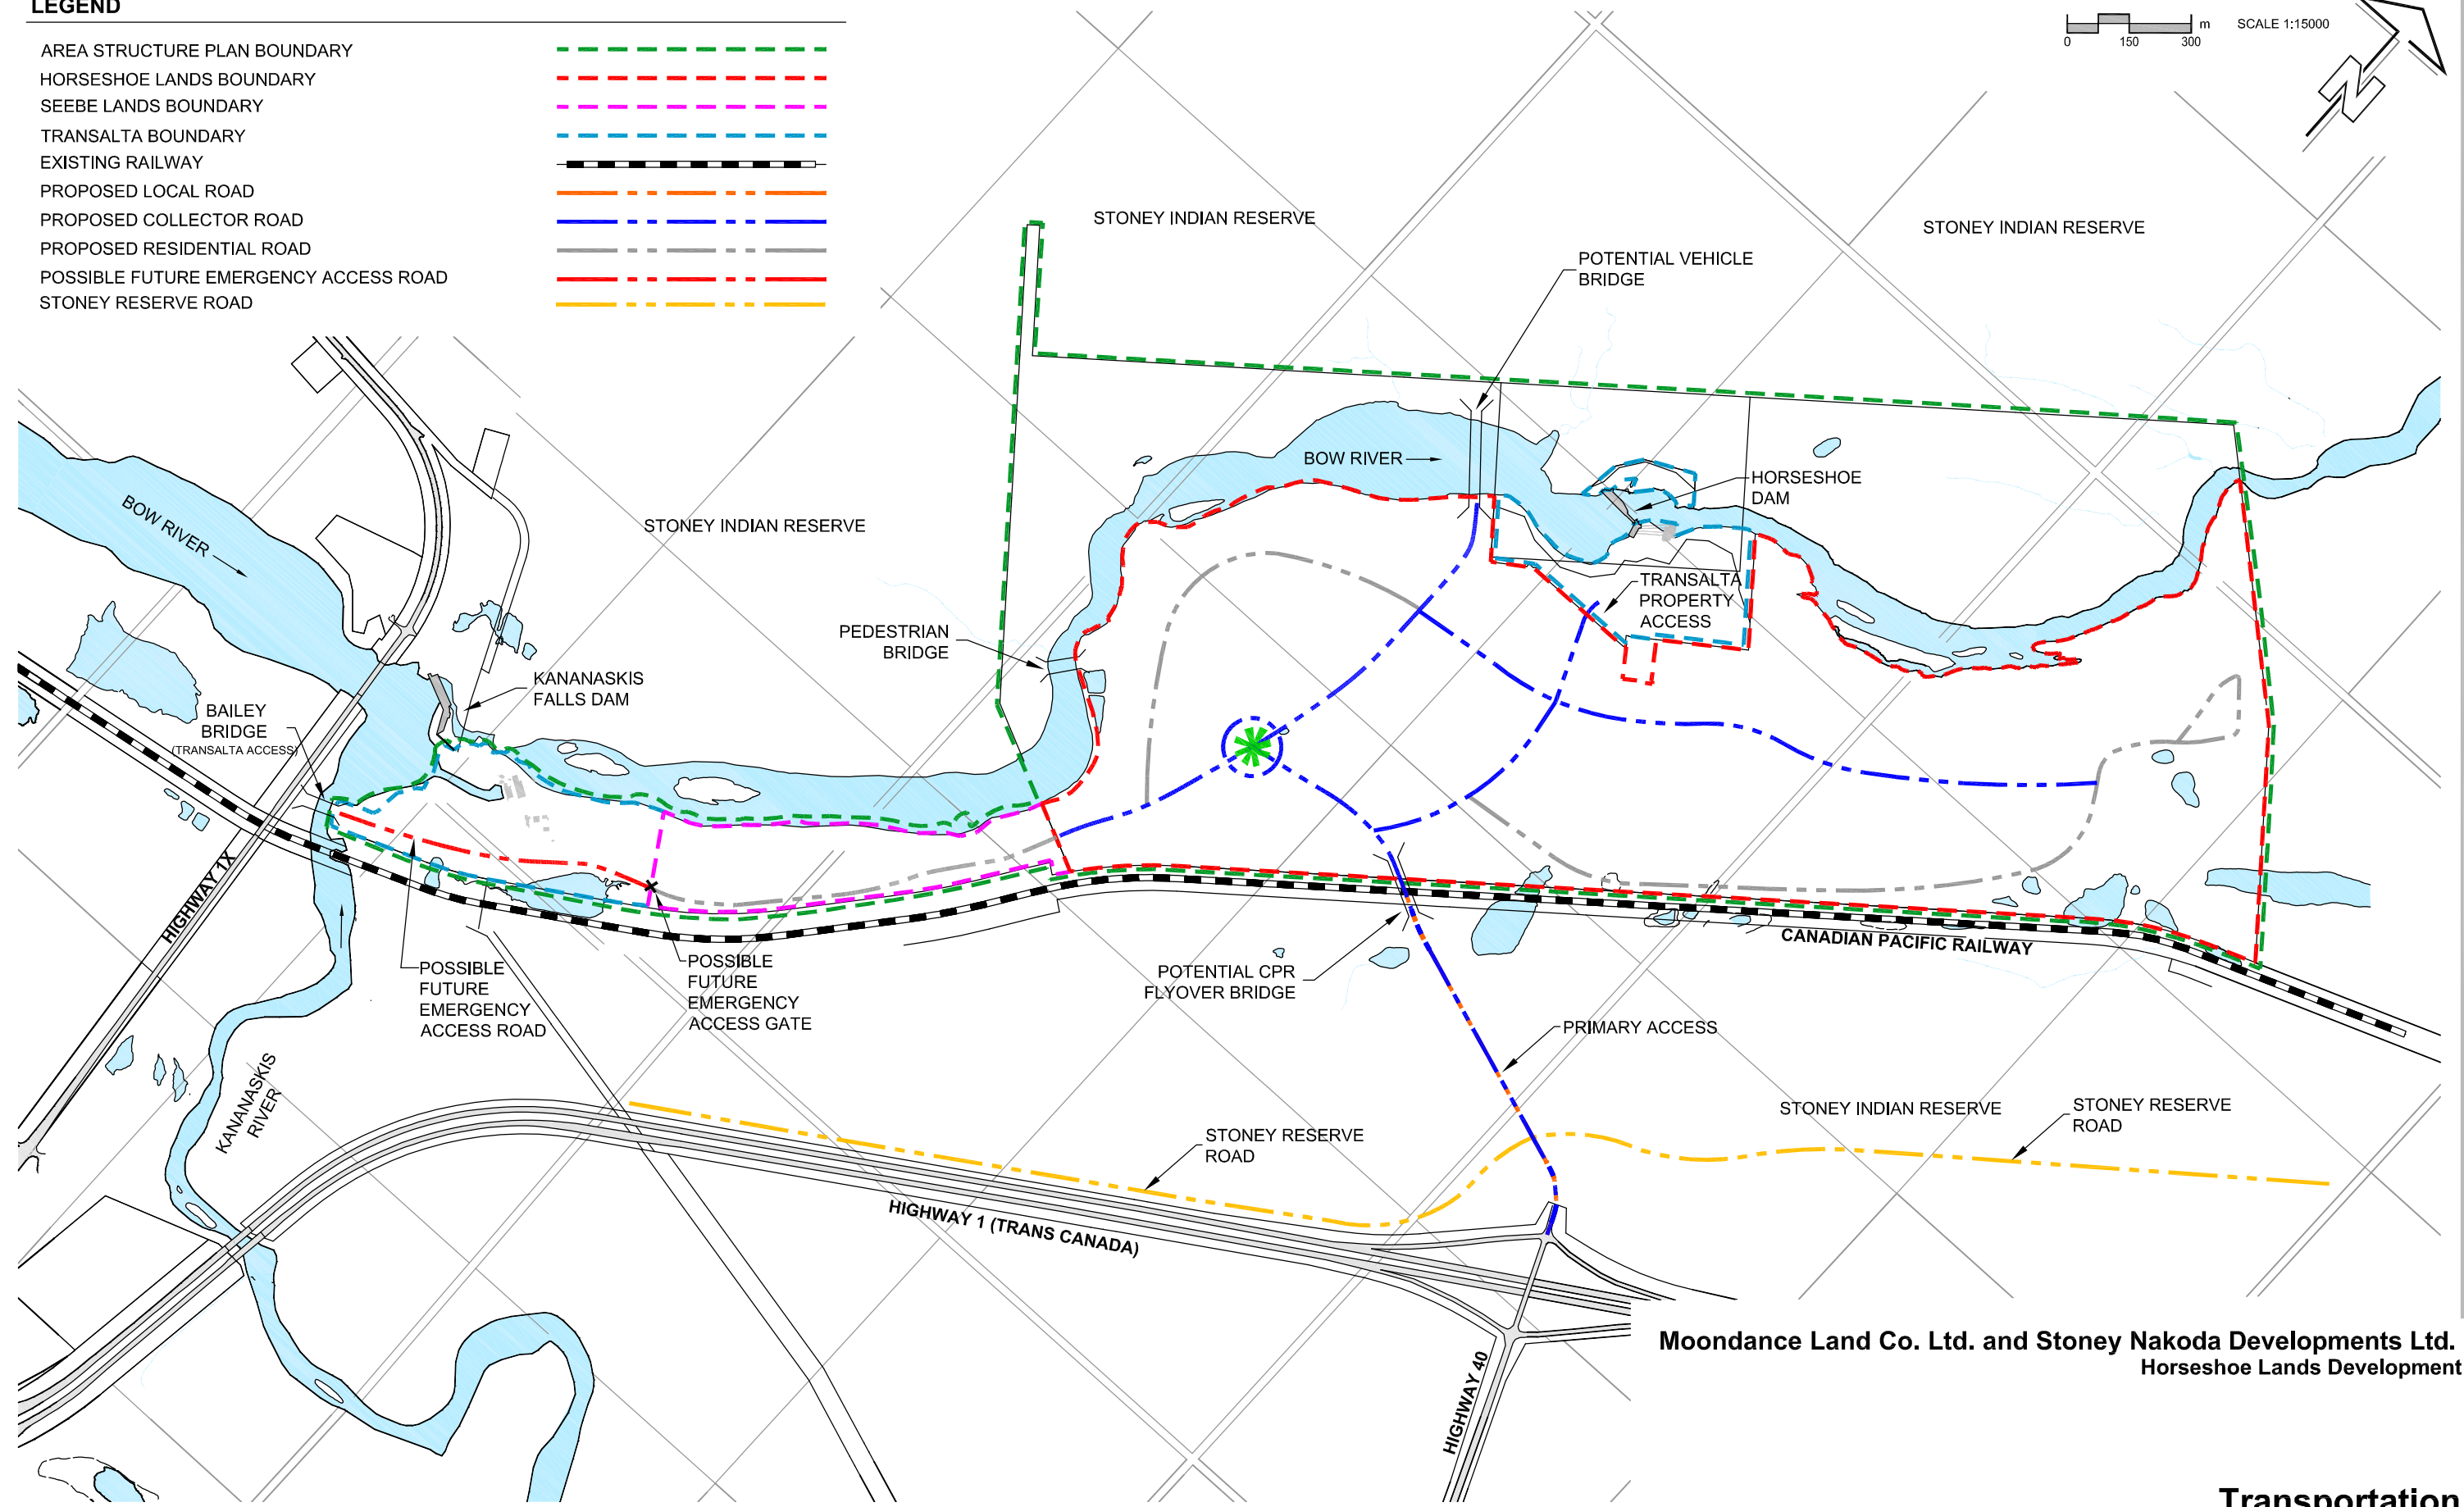 LEGEND
AREA STRUCTURE PLAN BOUNDARY
HORSESHOE LANDS BOUNDARY
SEEBE LANDS BOUNDARY
TRANSALTA BOUNDARY
EXISTING RAILWAY
PROPOSED LOCAL ROAD
PROPOSED COLLECTOR ROAD
PROPOSED RESIDENTIAL ROAD
POSSIBLE FUTURE EMERGENCY ACCESS ROAD
STONEY RESERVE ROAD
0 150 300 m SCALE 1:15000
N
STONEY INDIAN RESERVE
STONEY INDIAN RESERVE
POTENTIAL VEHICLE
BRIDGE
BOW RIVER
HORSESHOE
DAM
BOW RIVER
STONEY INDIAN RESERVE
TRANSALTA
PROPERTY
ACCESS
PEDESTRIAN
BRIDGE
KANANASKIS
FALLS DAM
BAILEY
BRIDGE
(TRANSALTA ACCESS)
HIGHWAY 1X
CANADIAN PACIFIC RAILWAY
POSSIBLE
FUTURE
EMERGENCY
ACCESS ROAD
POSSIBLE
FUTURE
EMERGENCY
ACCESS GATE
POTENTIAL CPR
FLYOVER BRIDGE
PRIMARY ACCESS
KANANASKIS
RIVER
STONEY INDIAN RESERVE
STONEY RESERVE
ROAD
STONEY RESERVE
ROAD
HIGHWAY 1 (TRANS CANADA)
HIGHWAY 40
Moondance Land Co. Ltd. and Stoney Nakoda Developments Ltd.
Horseshoe Lands Development
Transportation